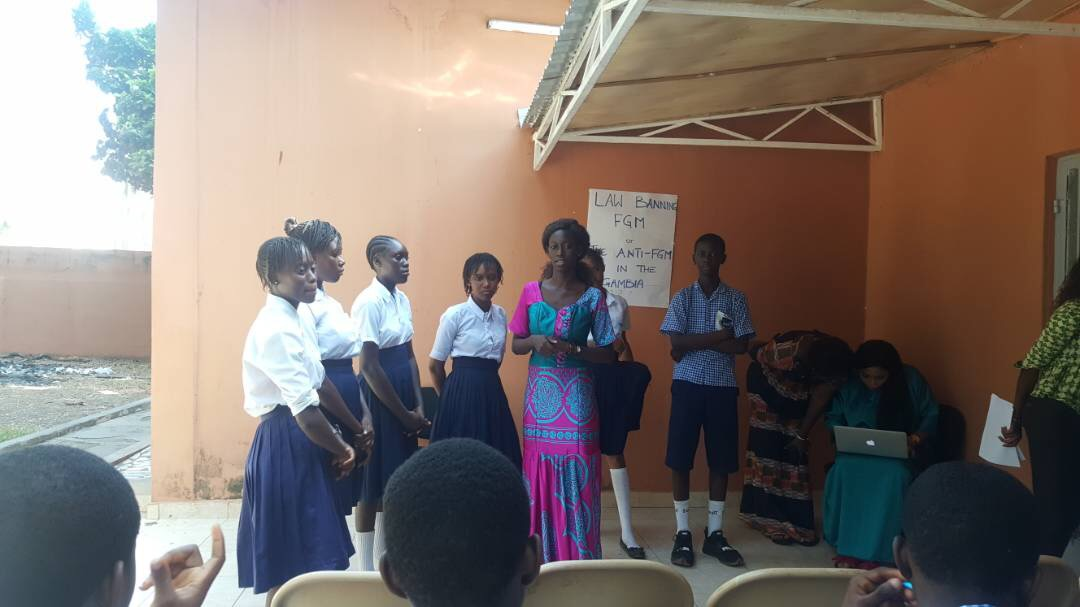 LAW BANNING
FGM
or
THE ANTI-FGM
IN THE
GAMBIA